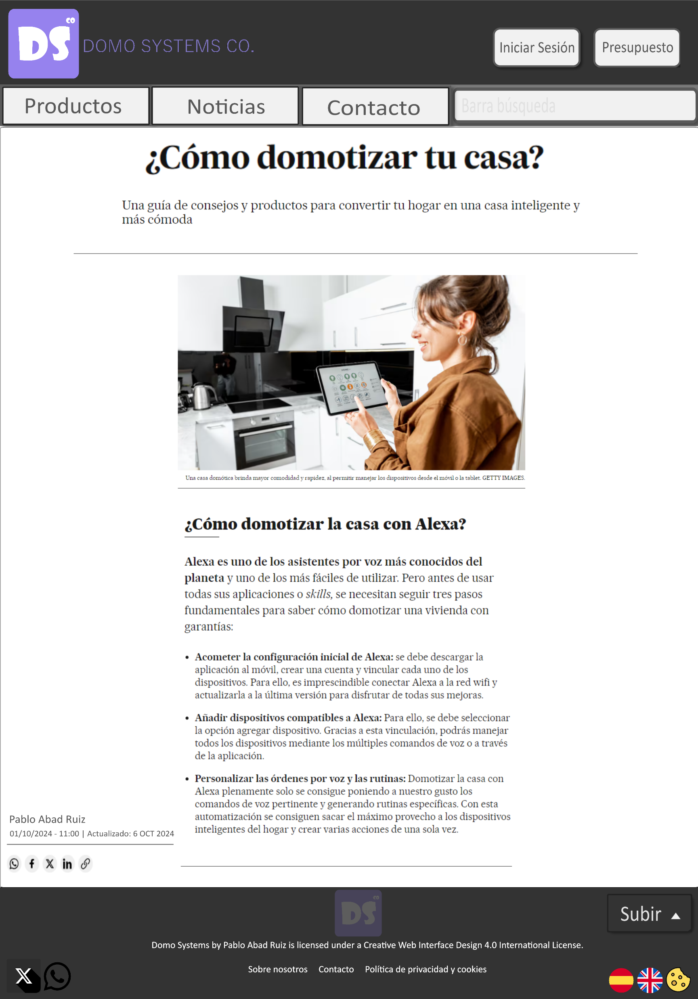 DS
CO
DOMO SYSTEMS CO.
Iniciar Sesión
Presupuesto
Productos
Noticias
Contacto
Barra búsqueda
¿Cómo domotizar tu casa?
Una guía de consejos y productos para convertir tu hogar en una casa inteligente y
más cómoda
Una casa domótica brinda mayor comodidad y rapidez, al permitir manejar los dispositivos desde el móvil o la tablet. GETTY IMAGES.
¿Cómo domotizar la casa con Alexa?
Alexa es uno de los asistentes por voz más conocidos del
planeta y uno de los más fáciles de utilizar. Pero antes de usar
todas sus aplicaciones o skills, se necesitan seguir tres pasos
fundamentales para saber cómo domotizar una vivienda con
garantías:
• Acometer la configuración inicial de Alexa: se debe descargar la
aplicación al móvil, crear una cuenta y vincular cada uno de los
dispositivos. Para ello, es imprescindible conectar Alexa a la red wifi y
actualizarla a la última versión para disfrutar de todas sus mejoras.
• Añadir dispositivos compatibles a Alexa: Para ello, se debe seleccionar
la opción agregar dispositivo. Gracias a esta vinculación, podrás manejar
todos los dispositivos mediante los múltiples comandos de voz o a través
de la aplicación.
• Personalizar las órdenes por voz y las rutinas: Domotizar la casa con
Alexa plenamente solo se consigue poniendo a nuestro gusto los
comandos de voz pertinente y generando rutinas específicas. Con esta
automatización se consiguen sacar el máximo provecho a los dispositivos
inteligentes del hogar y crear varias acciones de una sola vez.
Pablo Abad Ruiz
01/10/2024 - 11:00 | Actualizado: 6 OCT 2024
DS
CO
Subir
Domo Systems by Pablo Abad Ruiz is licensed under a Creative Web Interface Design 4.0 International License.
Sobre nosotros Contacto Política de privacidad y cookies